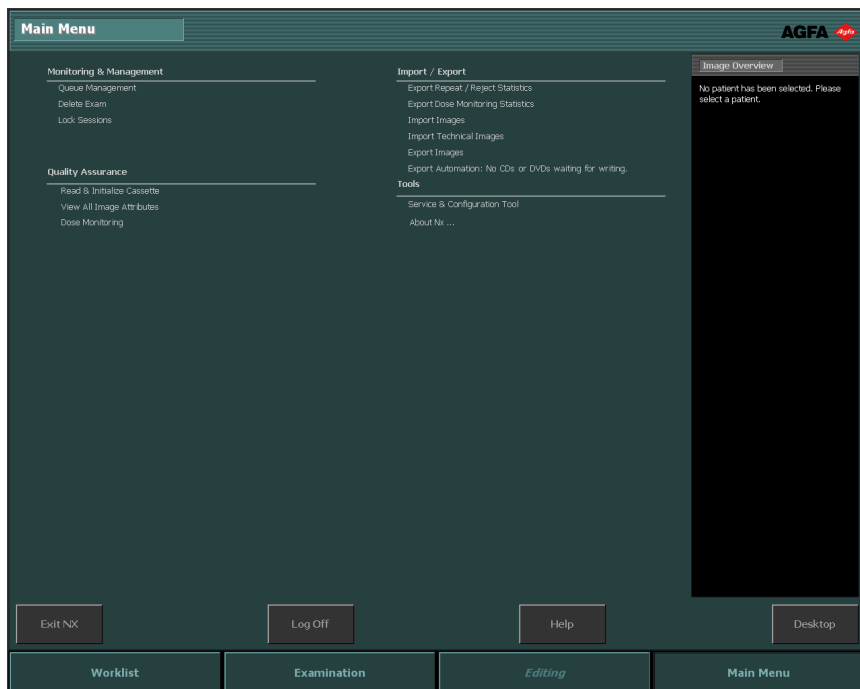 Main Menu
AGFA
Agfa
Monitoring & Management
Queue Management
Delete Exam
Lock Sessions
Quality Assurance
Read & Initialize Cassette
View All Image Attributes
Dose Monitoring
Import / Export
Export Repeat / Reject Statistics
Export Dose Monitoring Statistics
Import Images
Import Technical Images
Export Images
Export Automation: No CDs or DVDs waiting for writing.
Tools
Service & Configuration Tool
About Nx ...
Image Overview
No patient has been selected. Please
select a patient.
Exit NX
Log Off
Help
Desktop
Worklist
Examination
Editing
Main Menu